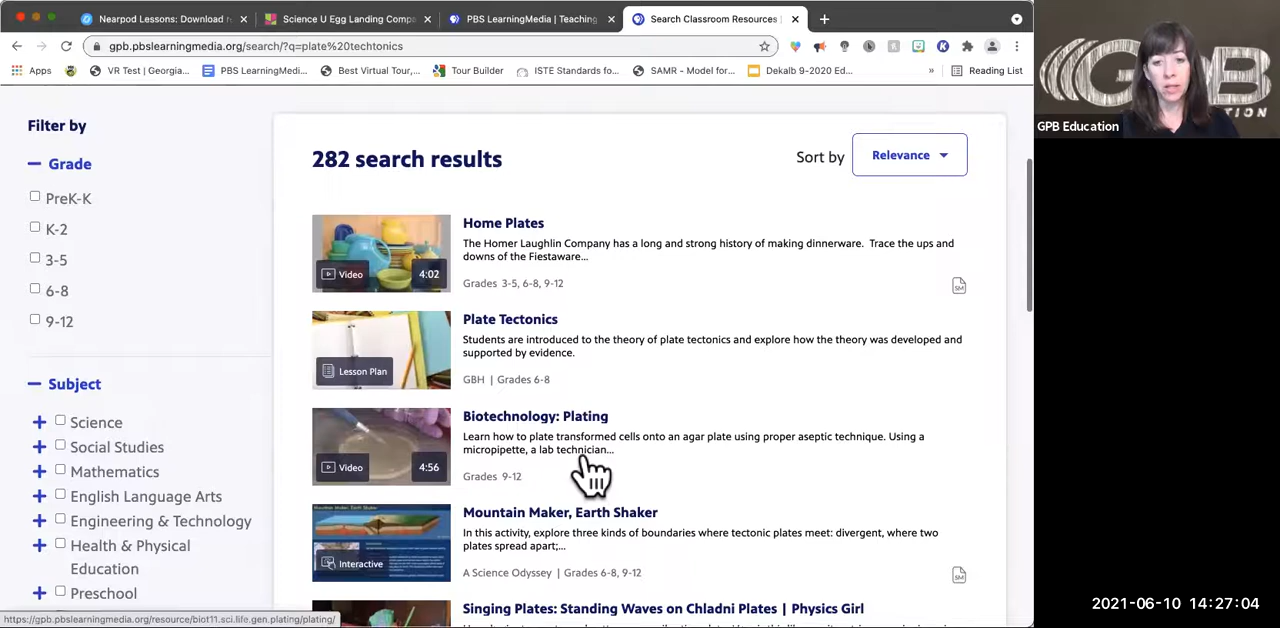 Nearpod Lessons: Download r
Science U Egg Landing Comp
PBS LearningMedia | Teaching
Search Classroom Resources |
gpb.pbslearningmedia.org/search/?q=plate%20techtonics
Apps
VR Test | Georgia...
PBS LearningMedi...
Best Virtual Tour,...
Tour Builder
ISTE Standards fo...
SAMR - Model for...
Dekalb 9-2020 Ed...
»
Reading List
Filter by
Grade
PreK-K
K-2
3-5
6-8
9-12
Subject
Science
Social Studies
Mathematics
English Language Arts
Engineering & Technology
Health & Physical
Education
Preschool
282 search results
Sort by
Relevance
Home Plates
The Homer Laughlin Company has a long and strong history of making dinnerware. Trace the ups and
downs of the Fiestaware...
Grades 3-5, 6-8, 9-12
Video
4:02
Plate Tectonics
Students are introduced to the theory of plate tectonics and explore how the theory was developed and
supported by evidence.
GBH | Grades 6-8
Lesson Plan
Biotechnology: Plating
Learn how to plate transformed cells onto an agar plate using proper aseptic technique. Using a
micropipette, a lab technician...
Grades 9-12
Video
4:56
Mountain Maker, Earth Shaker
In this activity, explore three kinds of boundaries where tectonic plates meet: divergent, where two
plates spread apart;...
A Science Odyssey | Grades 6-8, 9-12
Interactive
Singing Plates: Standing Waves on Chladni Plates | Physics Girl
https://gpb.pbslearningmedia.org/resource/biot11.sci.life.gen.plating/plating/
GPB Education
2021-06-10 14:27:04